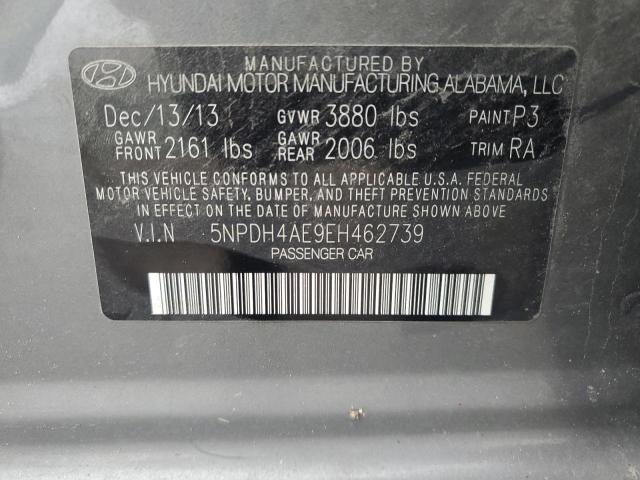 MANUFACTURED BY
HYUNDAI MOTOR MANUFACTURING ALABAMA, LLC
Dec/13/13 GVWR 3880 lbs PAINT P3
GAWR FRONT 2161 lbs GAWR REAR 2006 lbs TRIM RA
THIS VEHICLE CONFORMS TO ALL APPLICABLE U.S.A. FEDERAL
MOTOR VEHICLE SAFETY, BUMPER, AND THEFT PREVENTION STANDARDS
IN EFFECT ON THE DATE OF MANUFACTURE SHOWN ABOVE.
V.I.N 5NPDH4AE9EH462739
PASSENGER CAR